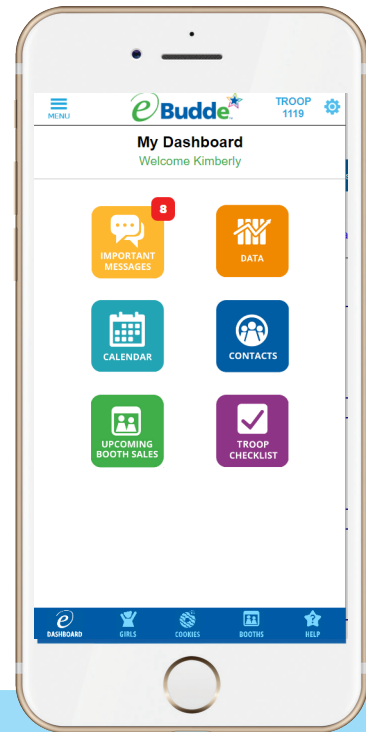 MENU
eBudde
TROOP
1119
My Dashboard
Welcome Kimberly
8
IMPORTANT
MESSAGES
DATA
CALENDAR
CONTACTS
UPCOMING
BOOTH SALES
TROOP
CHECKLIST
e
DASHBOARD
GIRLS
COOKIES
BOOTHS
HELP